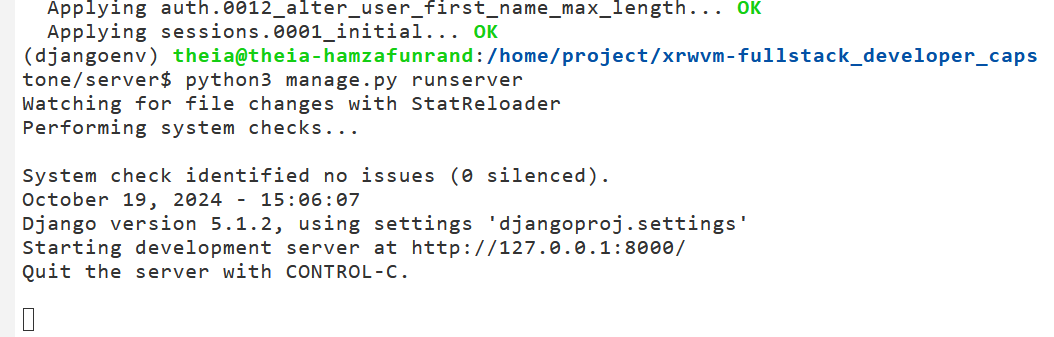 Applying auth.0012_alter_user_first_name_max_length... OK
Applying sessions.0001_initial... OK
(djangoenv) theia@theia-hamzafunrand:/home/project/xrwvm-fullstack_developer_caps
tone/server$ python3 manage.py runserver
Watching for file changes with StatReloader
Performing system checks...

System check identified no issues (0 silenced).
October 19, 2024 - 15:06:07
Django version 5.1.2, using settings 'djangoproj.settings'
Starting development server at http://127.0.0.1:8000/
Quit the server with CONTROL-C.